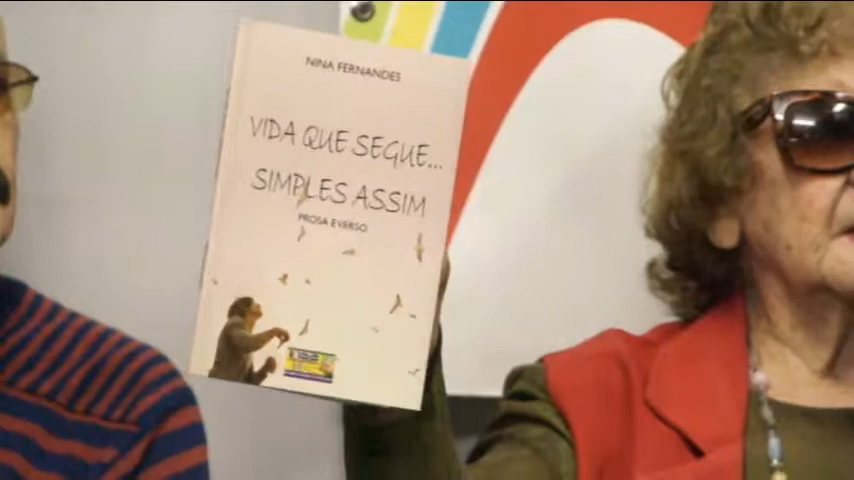 NINA FERNANDES
VIDA QUE SEGUE...
SIMPLES ASSIM
PROSA E VERSO